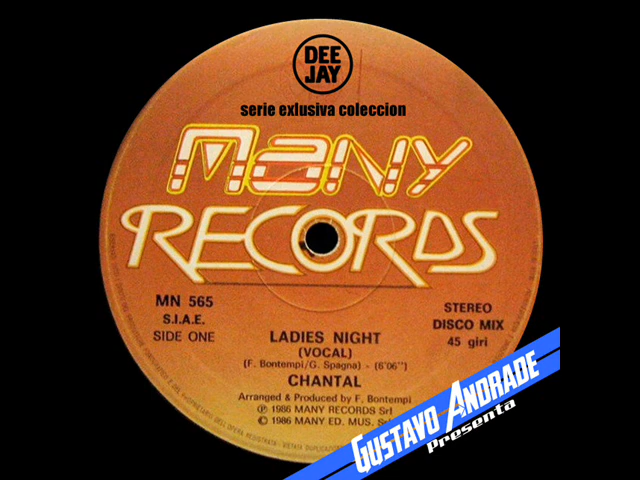 DEE
JAY
serie exlusiva coleccion
Many
RECORDS
MN 565
S.I.A.E.
SIDE ONE
STEREO
DISCO MIX
45 giri
LADIES NIGHT
(VOCAL)
(F. Bontempi/G. Spagna) - (6'06'')
CHANTAL
Arranged & Produced by F. Bontempi
℗ 1986 MANY RECORDS Srl
© 1986 MANY ED. MUS.
GUSTAVO ANDRADE
Presenta